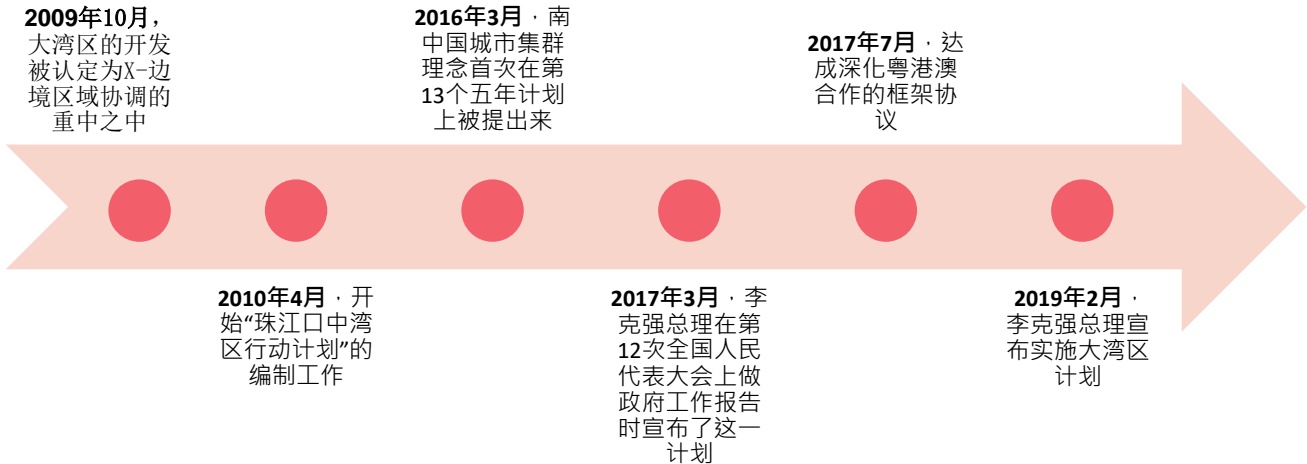 2009年10月，
大湾区的开发
被认定为X-边
境区域协调的
重中之中
2010年4月，开
始“珠江口中湾
区行动计划”的
编制工作
2016年3月，南
中国城市集群
理念首次在第
13个五年计划
上被提出来
2017年3月，李
克强总理在第
12次全国人民
代表大会上做
政府工作报告
时宣布了这一
计划
2017年7月，达
成深化粤港澳
合作的框架协
议
2019年2月，
李克强总理宣
布实施大湾区
计划